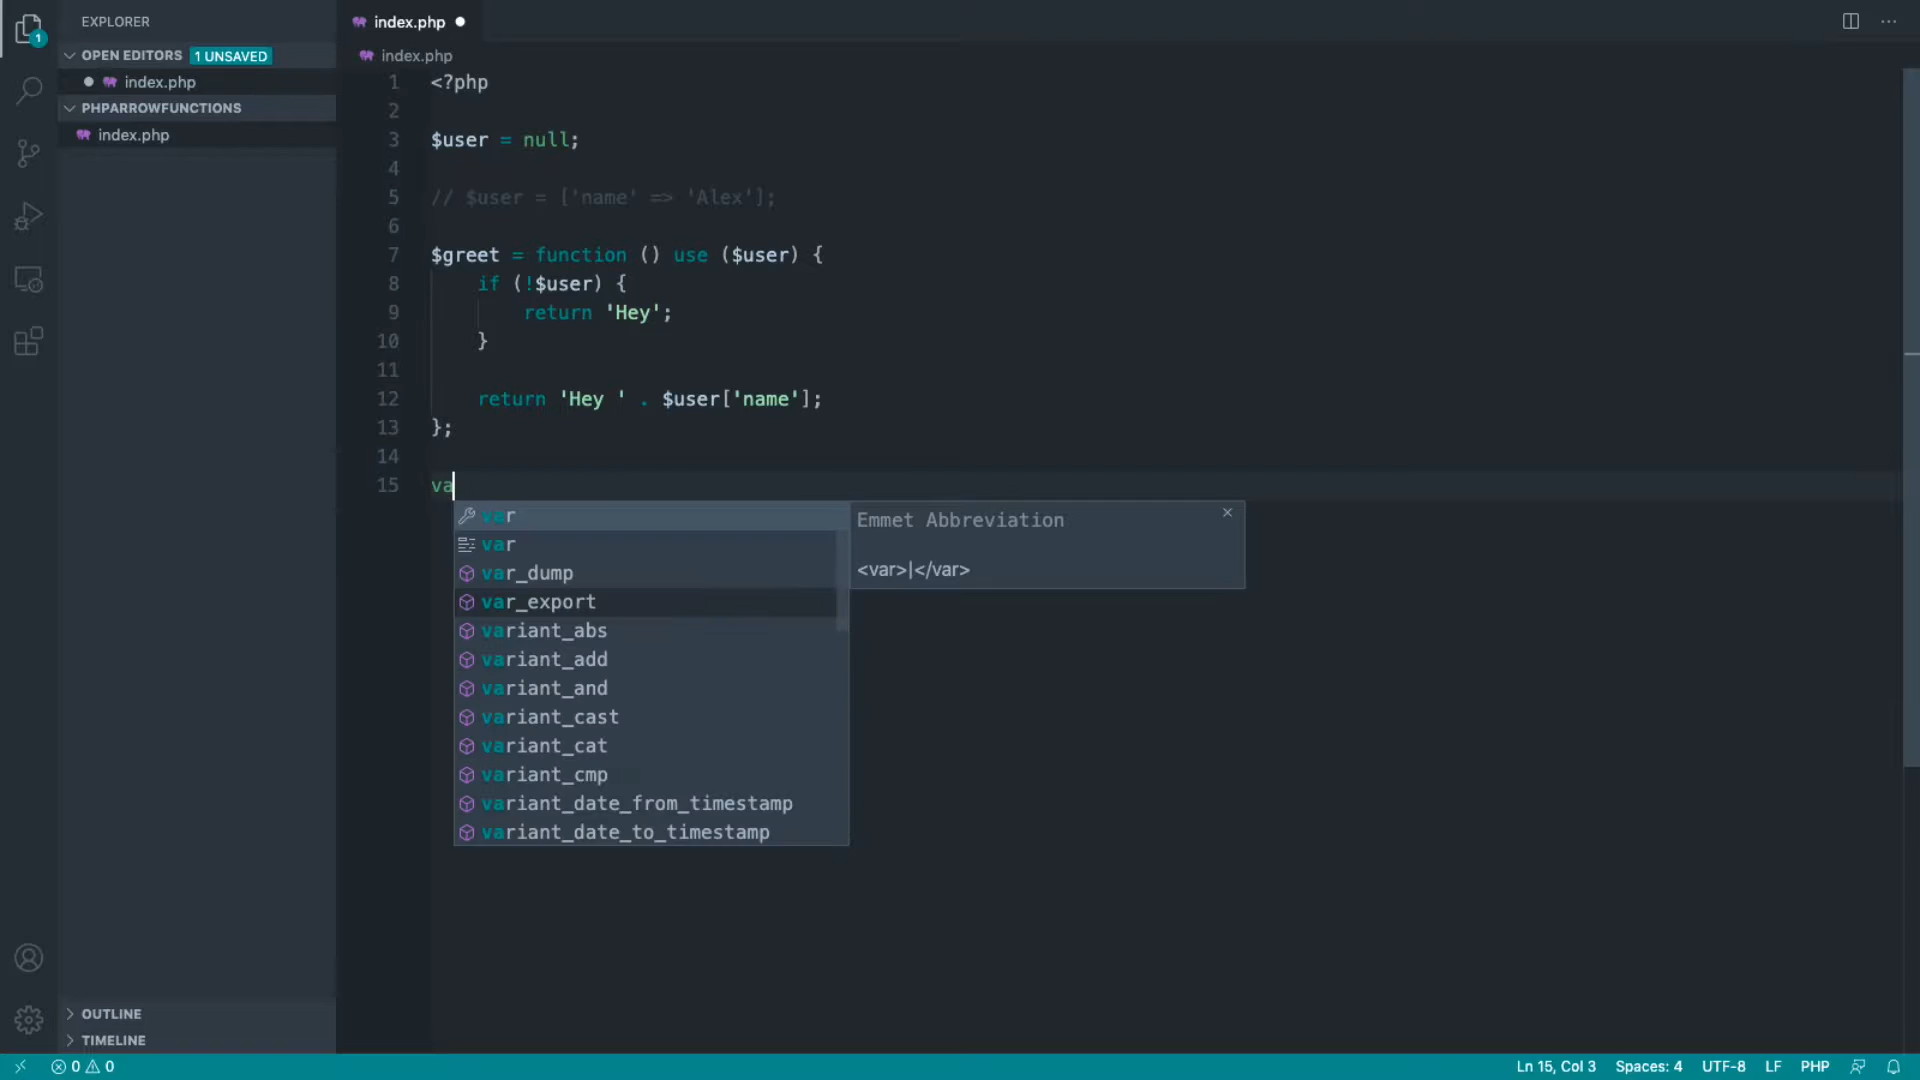 EXPLORER
OPEN EDITORS 1 UNSAVED
index.php
PHPARROWFUNCTIONS
index.php
1
OUTLINE
TIMELINE
index.php
index.php
1 <?php
2
3 $user = null;
4
5 // $user = ['name' => 'Alex'];
6
7 $greet = function () use ($user) {
8 if (!$user) {
9 return 'Hey';
10 }
11
12 return 'Hey ' . $user['name'];
13 };
14
15 va
var
var
var_dump
var_export
variant_abs
variant_add
variant_and
variant_cast
variant_cat
variant_cmp
variant_date_from_timestamp
variant_date_to_timestamp
Emmet Abbreviation
<var>|</var>
0 0
Ln 15, Col 3 Spaces: 4 UTF-8 LF PHP